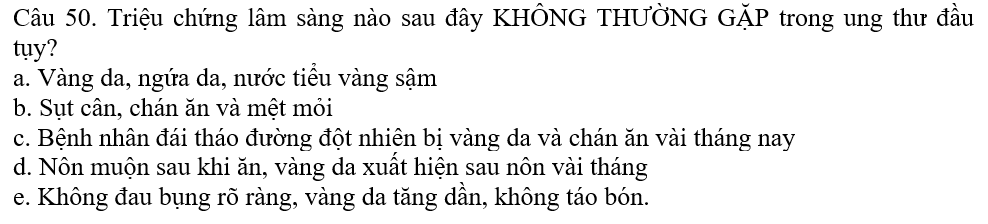 Câu 50. Triệu chứng lâm sàng nào sau đây KHÔNG THƯỜNG GẶP trong ung thư đầu
tụy?
a. Vàng da, ngứa da, nước tiểu vàng sậm
b. Sụt cân, chán ăn và mệt mỏi
c. Bệnh nhân đái tháo đường đột nhiên bị vàng da và chán ăn vài tháng nay
d. Nôn muộn sau khi ăn, vàng da xuất hiện sau nôn vài tháng
e. Không đau bụng rõ ràng, vàng da tăng dần, không táo bón.